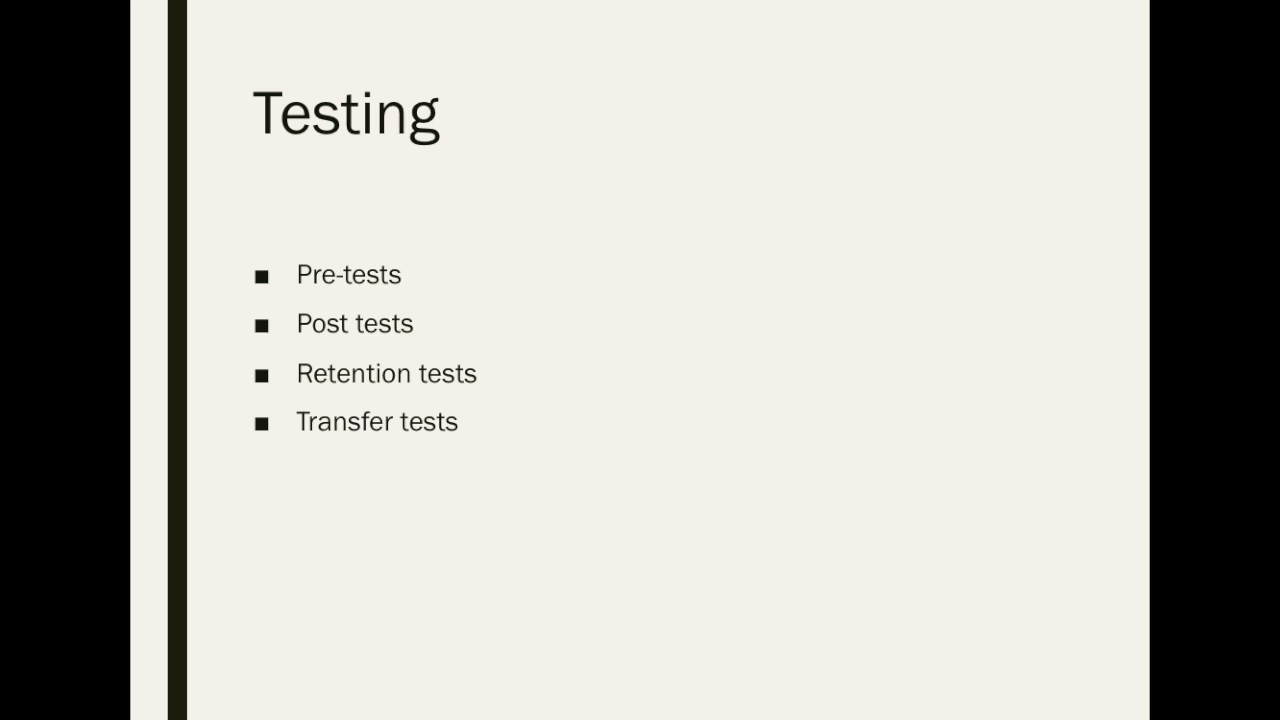 Testing
■ Pre-tests
■ Post tests
■ Retention tests
■ Transfer tests